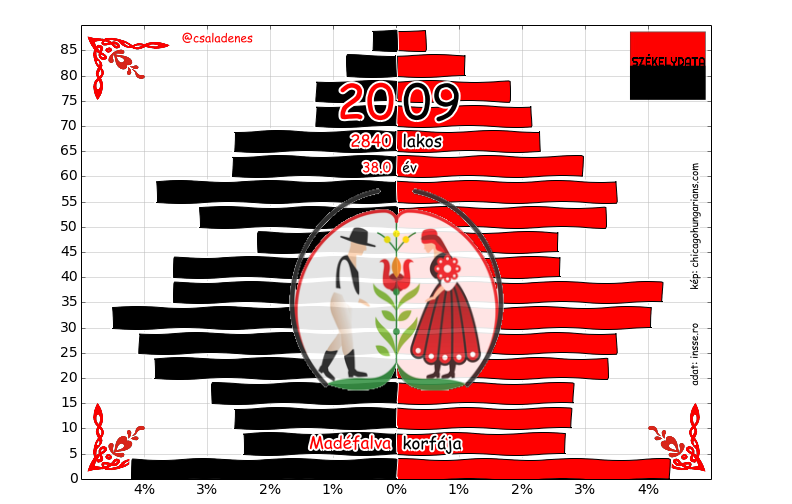 @csaladenes
SZÉKELYDATA
2009
2840 lakos
38.0 év
kép: chicagohungarians.com
adat: insse.ro
Madéfalva korfája
85
80
75
70
65
60
55
50
45
40
35
30
25
20
15
10
5
0
4% 3% 2% 1% 0% 1% 2% 3% 4%